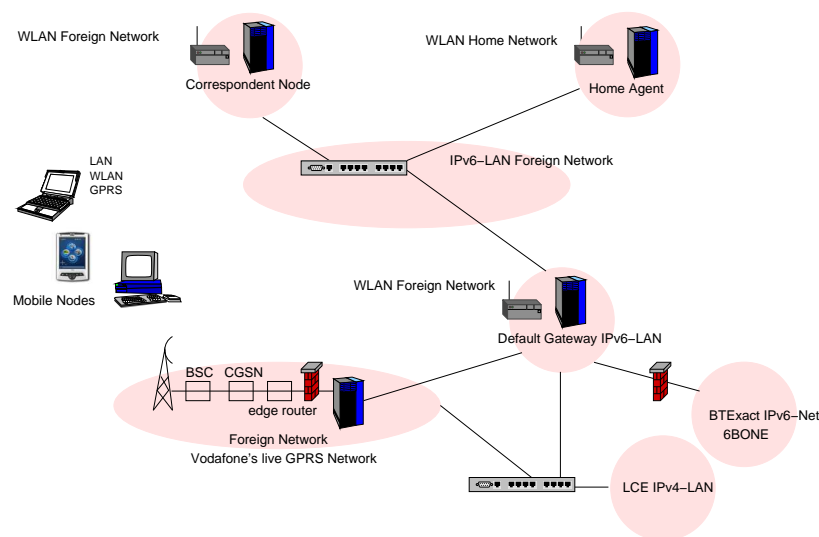 WLAN Foreign Network
Correspondent Node
WLAN Home Network
Home Agent
IPv6−LAN Foreign Network
LAN
WLAN
GPRS
Mobile Nodes
WLAN Foreign Network
Default Gateway IPv6−LAN
BSC CGSN
edge router
Foreign Network
Vodafone's live GPRS Network
BTExact IPv6−Net
6BONE
LCE IPv4−LAN